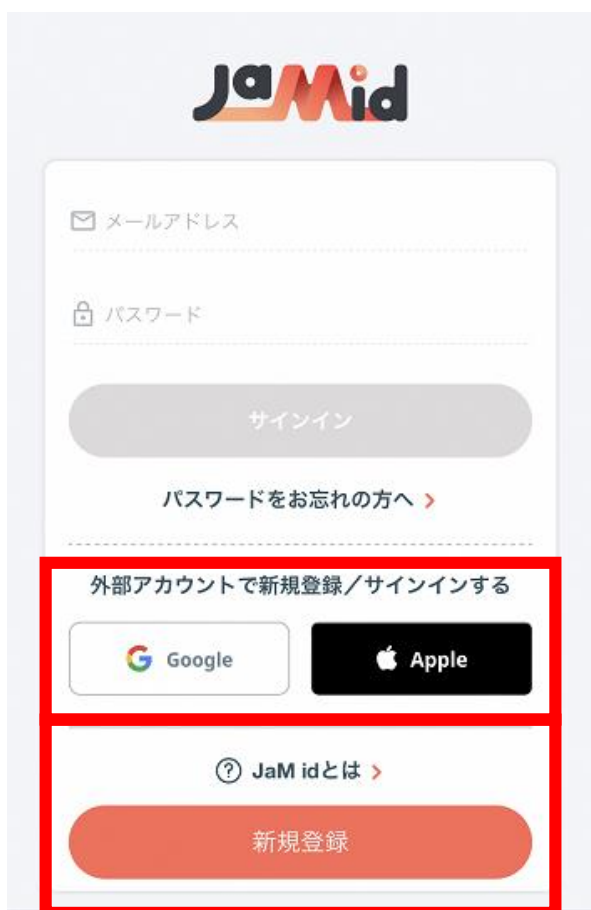 JaMid
メールアドレス
パスワード
サインイン
パスワードをお忘れの方へ >
外部アカウントで新規登録／サインインする
Google
Apple
? JaM idとは >
新規登録